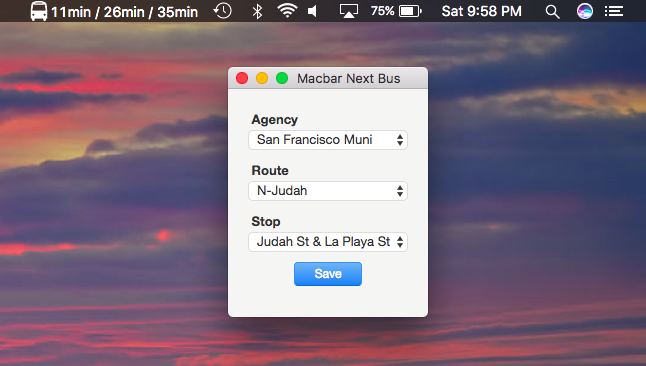 11min / 26min / 35min 75% Sat 9:58 PM
Macbar Next Bus
Agency
San Francisco Muni
Route
N-Judah
Stop
Judah St & La Playa St
Save